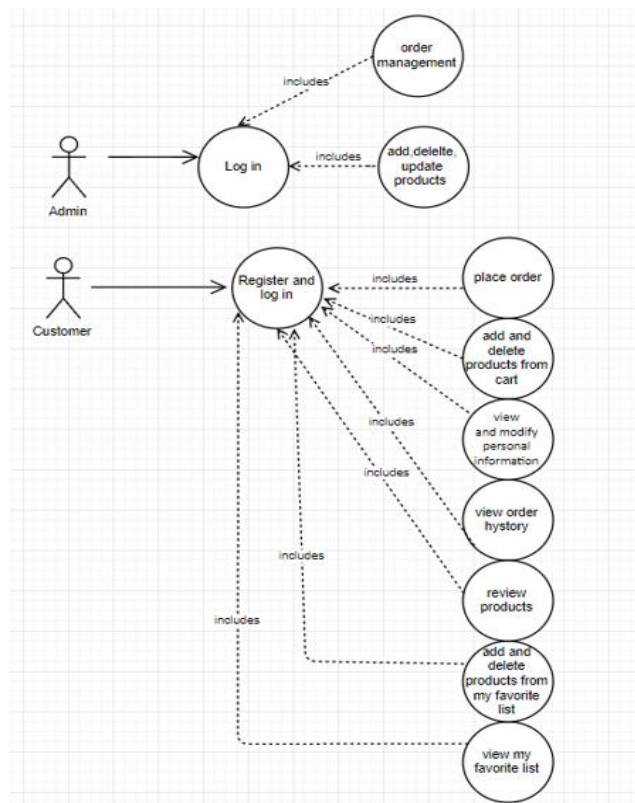 order
management
includes
Log in
includes
add,delelte,
update
products
Admin
Register and
log in
includes
place order
Customer
includes
add and
delete
products from
cart
includes
view
and modify
personal
information
includes
view order
hystory
includes
review
products
includes
add and
delete
products from
my favorite
list
includes
view my
favorite list